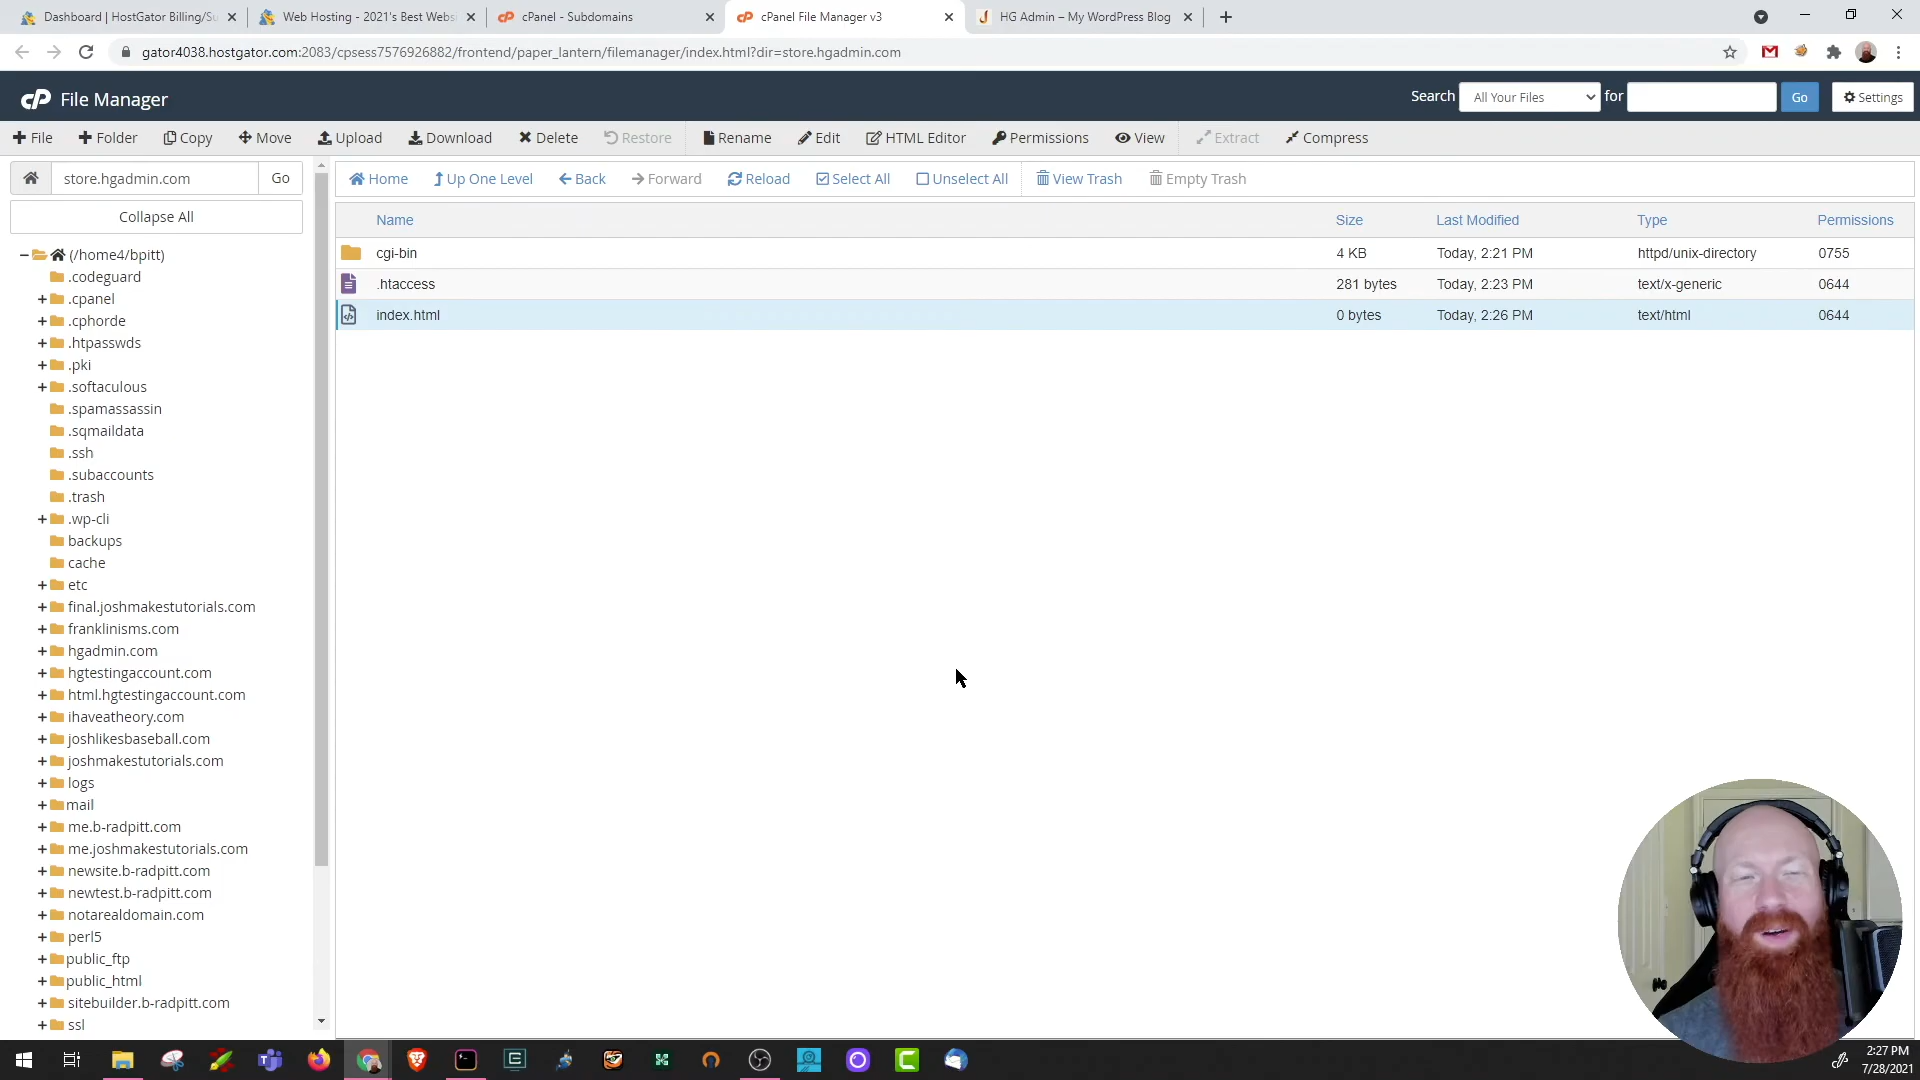 Dashboard | HostGator Billing/Su
Web Hosting - 2021's Best Webs
cPanel - Subdomains
cPanel File Manager v3
HG Admin – My WordPress Blog
gator4038.hostgator.com:2083/cpsess7576926882/frontend/paper_lantern/filemanager/index.html?dir=store.hgadmin.com
cP File Manager
Search All Your Files for Go Settings
File Folder Copy Move Upload Download Delete Restore Rename Edit HTML Editor Permissions View Extract Compress
store.hgadmin.com Go
Home Up One Level Back Forward Reload Select All Unselect All View Trash Empty Trash
Collapse All
Name Size Last Modified Type Permissions
cgi-bin 4 KB Today, 2:21 PM httpd/unix-directory 0755
.htaccess 281 bytes Today, 2:23 PM text/x-generic 0644
index.html 0 bytes Today, 2:26 PM text/html 0644
(/home4/bpitt)
.codeguard
.cpanel
.cphorde
.htpasswds
.pki
.softaculous
.spamassassin
.sqmaildata
.ssh
.subaccounts
.trash
.wp-cli
backups
cache
etc
final.joshmakestutorials.com
franklinisms.com
hgadmin.com
hgtestingaccount.com
html.hgtestingaccount.com
ihaveatheory.com
joshlikesbaseball.com
joshmakestutorials.com
logs
mail
me.b-radpitt.com
me.joshmakestutorials.com
newsite.b-radpitt.com
newtest.b-radpitt.com
notarealdomain.com
perl5
public_ftp
public_html
sitebuilder.b-radpitt.com
ssl
2:27 PM
7/28/2021